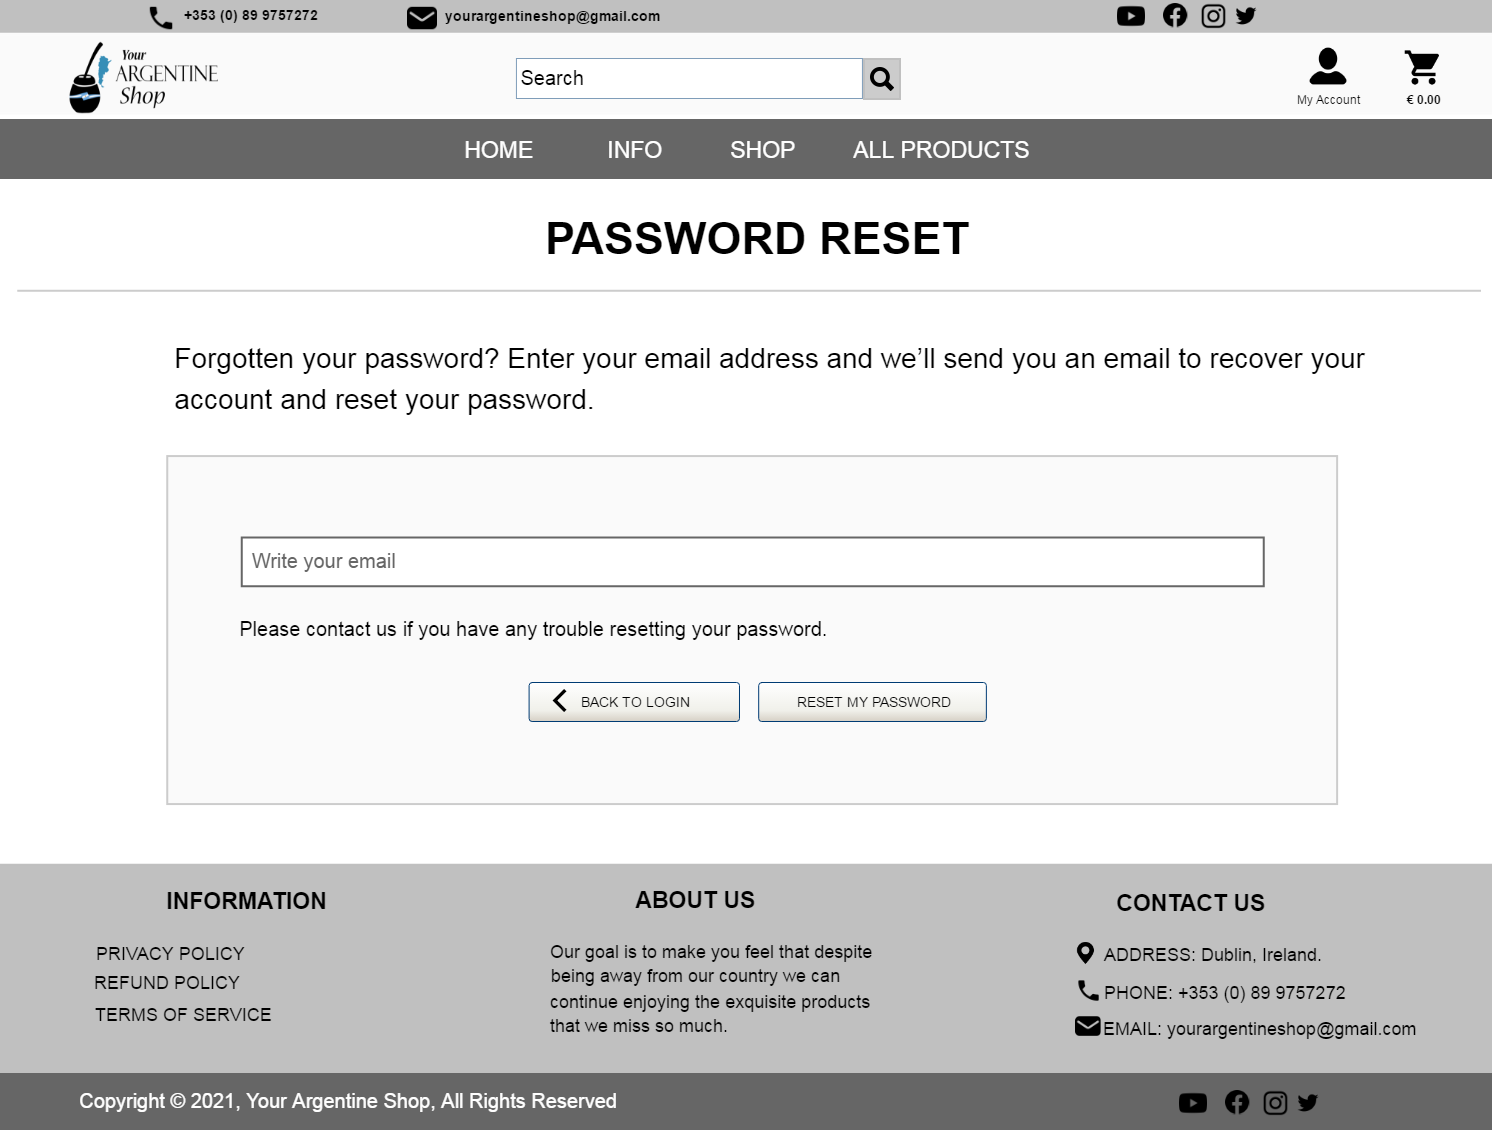 +353 (0) 89 9757272
yourargentineshop@gmail.com
Your
ARGENTINE
Shop
Search
My Account
€ 0.00
HOME
INFO
SHOP
ALL PRODUCTS
PASSWORD RESET
Forgotten your password? Enter your email address and we’ll send you an email to recover your
account and reset your password.
Write your email
Please contact us if you have any trouble resetting your password.
BACK TO LOGIN
RESET MY PASSWORD
INFORMATION
PRIVACY POLICY
REFUND POLICY
TERMS OF SERVICE
ABOUT US
Our goal is to make you feel that despite
being away from our country we can
continue enjoying the exquisite products
that we miss so much.
CONTACT US
ADDRESS: Dublin, Ireland.
PHONE: +353 (0) 89 9757272
EMAIL: yourargentineshop@gmail.com
Copyright © 2021, Your Argentine Shop, All Rights Reserved